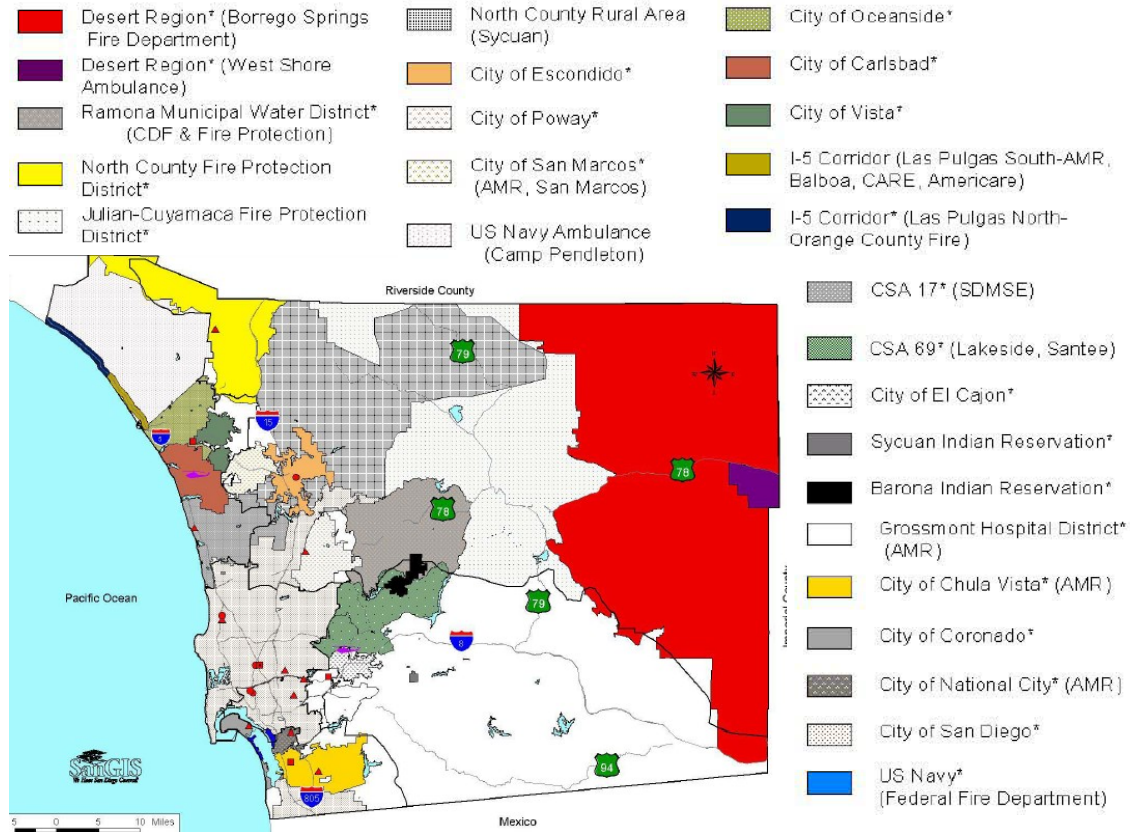 Desert Region* (Borrego Springs
Fire Department)
Desert Region* (West Shore
Ambulance)
Ramona Municipal Water District*
(CDF & Fire Protection)
North County Fire Protection
District*
Julian-Cuyamaca Fire Protection
District*
North County Rural Area
(Sycuan)
City of Escondido*
City of Poway*
City of San Marcos*
(AMR, San Marcos)
US Navy Ambulance
(Camp Pendleton)
City of Oceanside*
City of Carlsbad*
City of Vista*
I-5 Corridor (Las Pulgas South-AMR,
Balboa, CARE, Americare)
I-5 Corridor* (Las Pulgas North-
Orange County Fire)
CSA 17* (SDMSE)
CSA 69* (Lakeside, Santee)
City of El Cajon*
Sycuan Indian Reservation*
Barona Indian Reservation*
Grossmont Hospital District*
(AMR)
City of Chula Vista* (AMR)
City of Coronado*
City of National City* (AMR)
City of San Diego*
US Navy*
(Federal Fire Department)
Riverside County
79
15
5
78
78
Pacific Ocean
79
8
Imperial County
94
805
SanGIS
Mexico
5 0 5 10 Miles